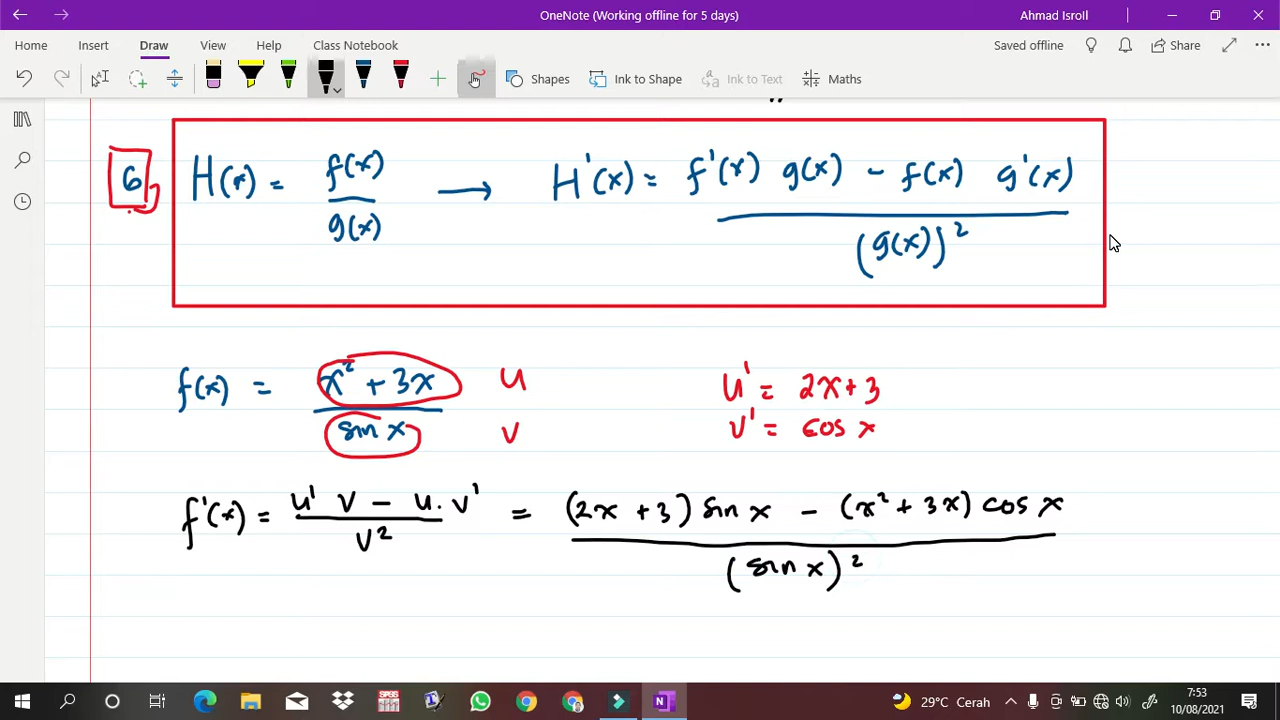 OneNote (Working offline for 5 days)
Ahmad Isroll
Home Insert Draw View Help Class Notebook Saved offline Share
Shapes Ink to Shape Ink to Text Maths
6 H(x) = f(x)/g(x) → H'(x) = f'(x) g(x) - f(x) g'(x)/(g(x))²
f(x) = x² + 3x/sin x
u u' = 2x+3
v v' = cos x
f'(x) = u' v - u. v'/v² = (2x + 3) sin x - (x² + 3x) cos x/(sin x)²
SPSS
29°C Cerah
7:53
10/08/2021